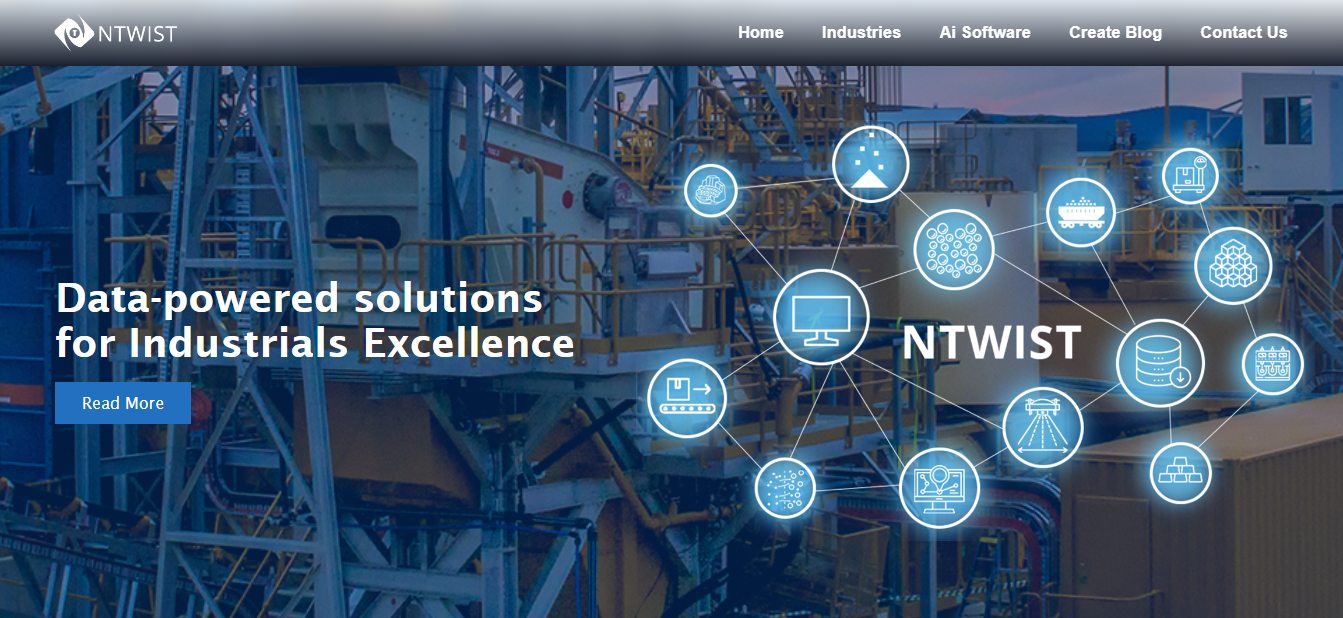 NTWIST
Home Industries Ai Software Create Blog Contact Us
Data-powered solutions
for Industrials Excellence
Read More
NTWIST